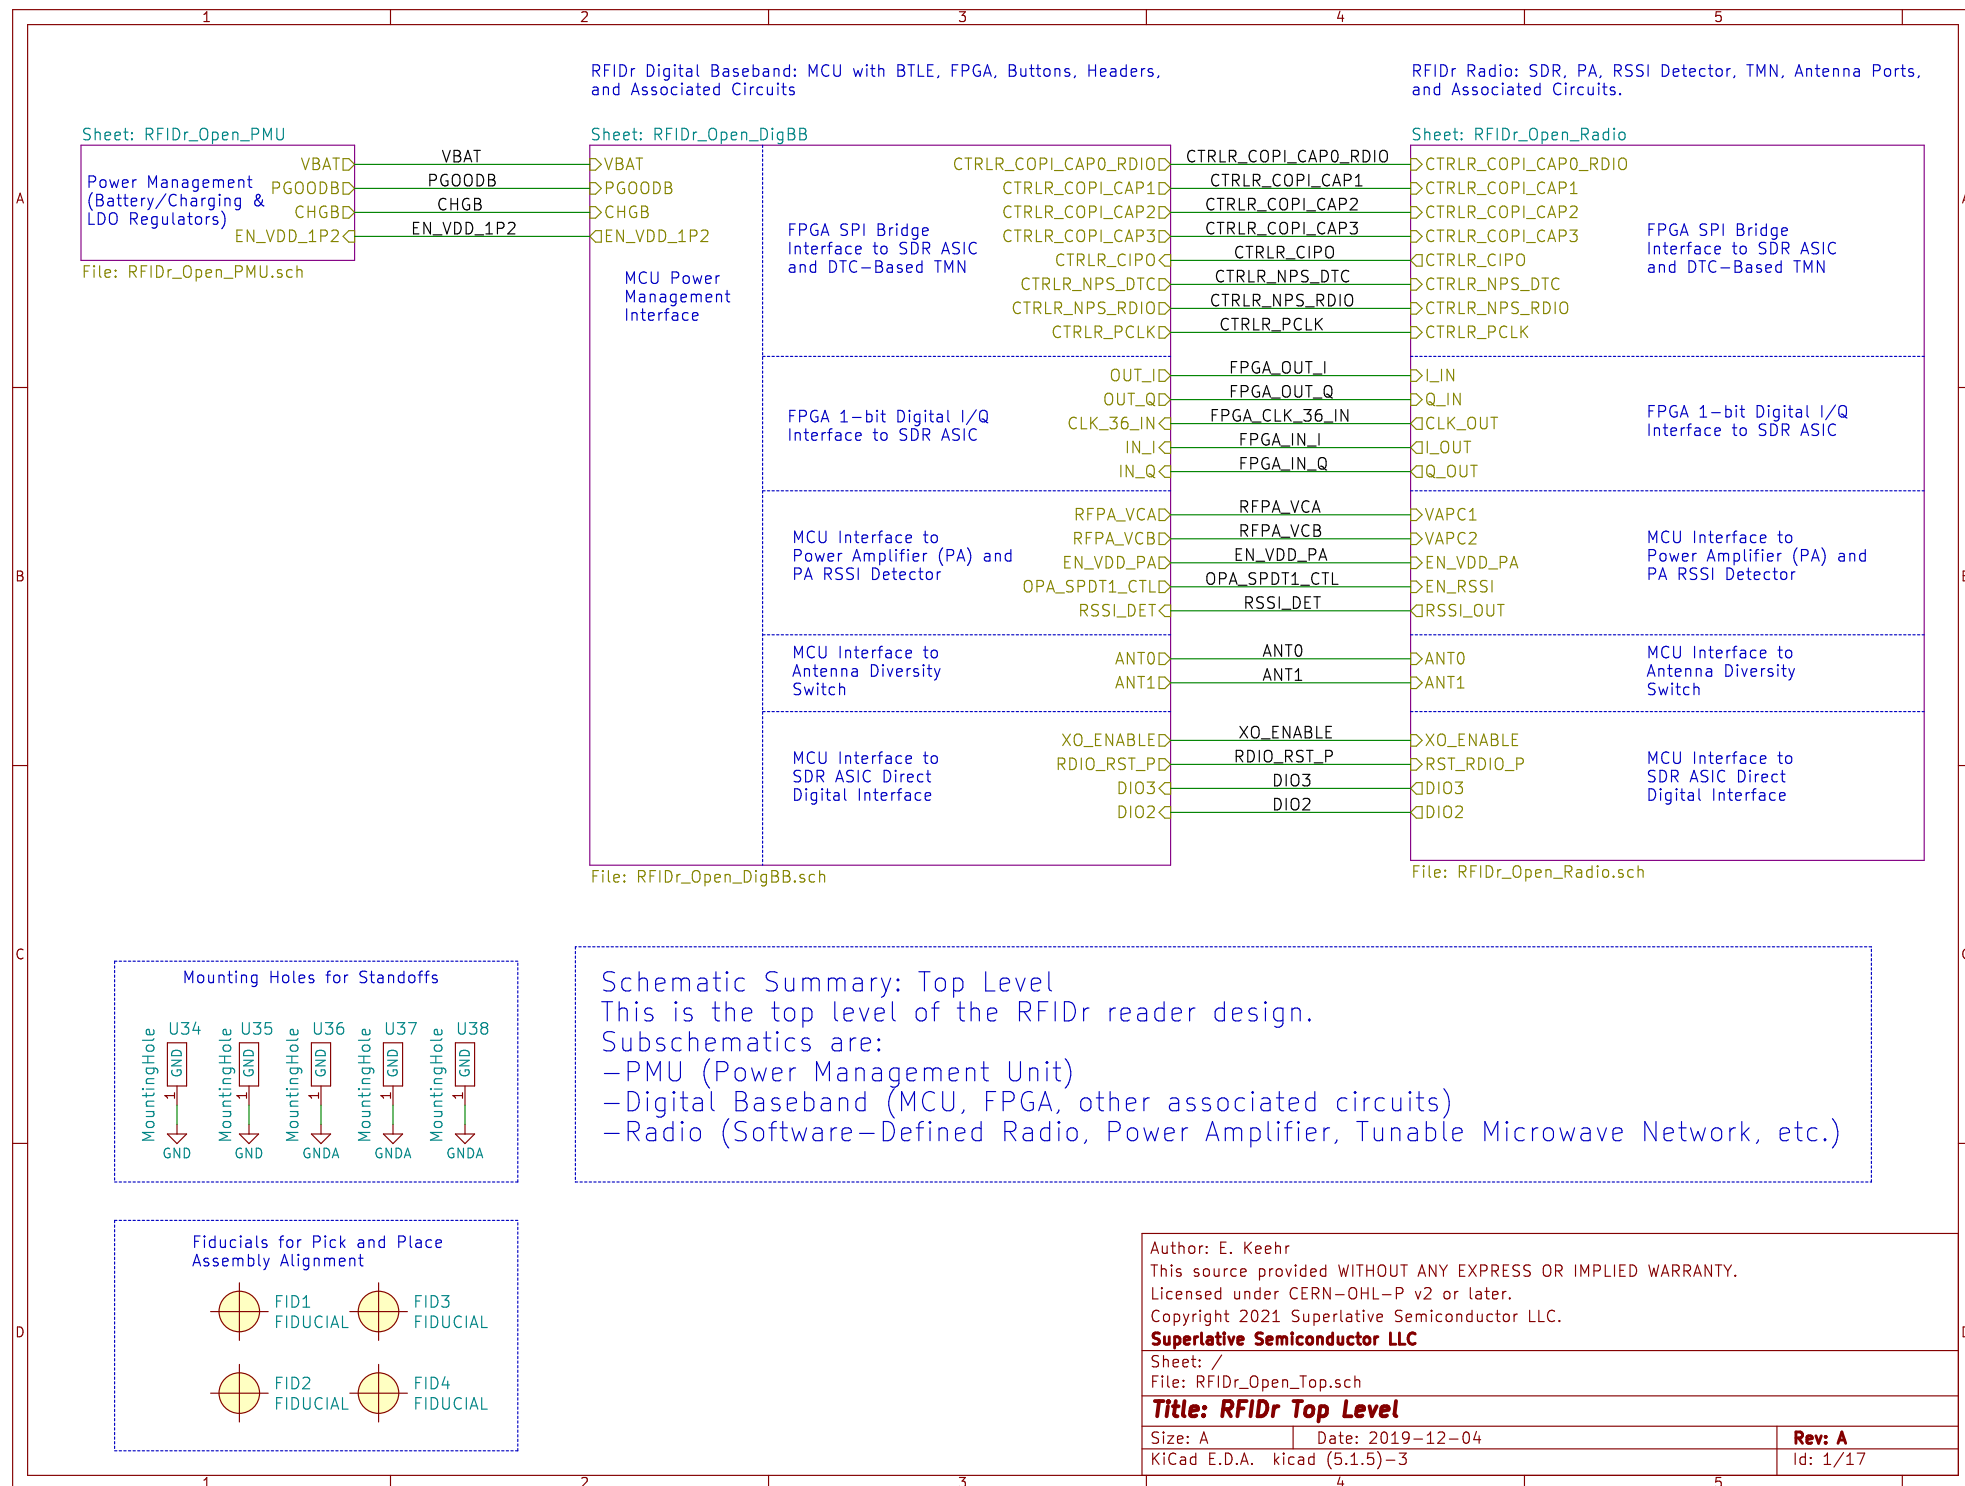 1 2 3 4 5
RFIDr Digital Baseband: MCU with BTLE, FPGA, Buttons, Headers,
and Associated Circuits
RFIDr Radio: SDR, PA, RSSI Detector, TMN, Antenna Ports,
and Associated Circuits.
Sheet: RFIDr_Open_PMU
Power Management
(Battery/Charging &
LDO Regulators)
VBAT
PGOODB
CHGB
EN_VDD_1P2
File: RFIDr_Open_PMU.sch
VBAT
PGOODB
CHGB
EN_VDD_1P2
Sheet: RFIDr_Open_DigBB
VBAT
PGOODB
CHGB
EN_VDD_1P2
MCU Power
Management
Interface
FPGA SPI Bridge
Interface to SDR ASIC
and DTC-Based TMN
CTRLR_COPI_CAP0_RDIO
CTRLR_COPI_CAP1
CTRLR_COPI_CAP2
CTRLR_COPI_CAP3
CTRLR_CIPO
CTRLR_NPS_DTC
CTRLR_NPS_RDIO
CTRLR_PCLK
FPGA 1-bit Digital I/Q
Interface to SDR ASIC
OUT_I
OUT_Q
CLK_36_IN
IN_I
IN_Q
MCU Interface to
Power Amplifier (PA) and
PA RSSI Detector
RFPA_VCA
RFPA_VCB
EN_VDD_PA
OPA_SPDT1_CTL
RSSI_DET
MCU Interface to
Antenna Diversity
Switch
ANT0
ANT1
MCU Interface to
SDR ASIC Direct
Digital Interface
XO_ENABLE
RDIO_RST_P
DIO3
DIO2
File: RFIDr_Open_DigBB.sch
CTRLR_COPI_CAP0_RDIO
CTRLR_COPI_CAP1
CTRLR_COPI_CAP2
CTRLR_COPI_CAP3
CTRLR_CIPO
CTRLR_NPS_DTC
CTRLR_NPS_RDIO
CTRLR_PCLK
FPGA_OUT_I
FPGA_OUT_Q
FPGA_CLK_36_IN
FPGA_IN_I
FPGA_IN_Q
RFPA_VCA
RFPA_VCB
EN_VDD_PA
OPA_SPDT1_CTL
RSSI_DET
ANT0
ANT1
XO_ENABLE
RDIO_RST_P
DIO3
DIO2
Sheet: RFIDr_Open_Radio
CTRLR_COPI_CAP0_RDIO
CTRLR_COPI_CAP1
CTRLR_COPI_CAP2
CTRLR_COPI_CAP3
CTRLR_CIPO
CTRLR_NPS_DTC
CTRLR_NPS_RDIO
CTRLR_PCLK
FPGA SPI Bridge
Interface to SDR ASIC
and DTC-Based TMN
I_IN
Q_IN
CLK_OUT
I_OUT
Q_OUT
FPGA 1-bit Digital I/Q
Interface to SDR ASIC
VAPC1
VAPC2
EN_VDD_PA
EN_RSSI
RSSI_OUT
MCU Interface to
Power Amplifier (PA) and
PA RSSI Detector
ANT0
ANT1
MCU Interface to
Antenna Diversity
Switch
XO_ENABLE
RST_RDIO_P
DIO3
DIO2
MCU Interface to
SDR ASIC Direct
Digital Interface
File: RFIDr_Open_Radio.sch
A
B
C
D
Mounting Holes for Standoffs
U34 U35 U36 U37 U38
MountingHole MountingHole MountingHole MountingHole MountingHole
GND GND GND GND GND
1 1 1 1 1
GND GND GNDA GNDA GNDA
Schematic Summary: Top Level
This is the top level of the RFIDr reader design.
Subschematics are:
-PMU (Power Management Unit)
-Digital Baseband (MCU, FPGA, other associated circuits)
-Radio (Software-Defined Radio, Power Amplifier, Tunable Microwave Network, etc.)
Fiducials for Pick and Place
Assembly Alignment
FID1
FIDUCIAL
FID3
FIDUCIAL
FID2
FIDUCIAL
FID4
FIDUCIAL
Author: E. Keehr
This source provided WITHOUT ANY EXPRESS OR IMPLIED WARRANTY.
Licensed under CERN-OHL-P v2 or later.
Copyright 2021 Superlative Semiconductor LLC.
Superlative Semiconductor LLC
Sheet: /
File: RFIDr_Open_Top.sch
Title: RFIDr Top Level
Size: A Date: 2019-12-04 Rev: A
KiCad E.D.A. kicad (5.1.5)-3 Id: 1/17
1 2 3 4 5